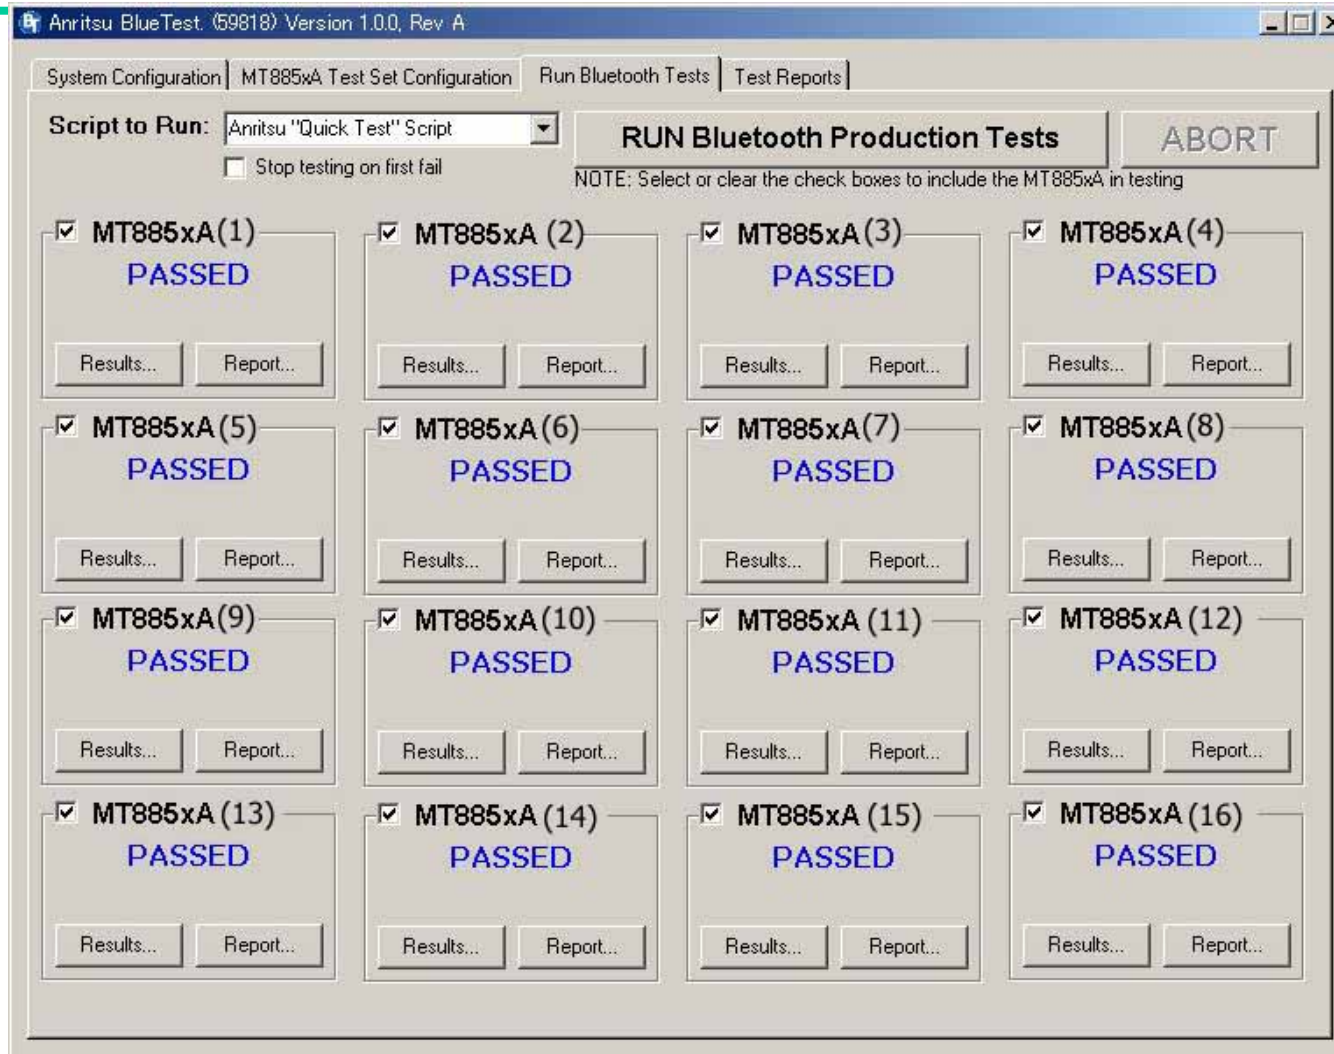 Anritsu BlueTest. (59818) Version 1.0.0, Rev A
System Configuration MT885xA Test Set Configuration Run Bluetooth Tests Test Reports
Script to Run: Anritsu "Quick Test" Script RUN Bluetooth Production Tests ABORT
Stop testing on first fail
NOTE: Select or clear the check boxes to include the MT885xA in testing
MT885xA(1) MT885xA (2) MT885xA(3) MT885xA(4)
PASSED PASSED PASSED PASSED
Results... Report... Results... Report... Results... Report... Results... Report...
MT885xA(5) MT885xA(6) MT885xA(7) MT885xA(8)
PASSED PASSED PASSED PASSED
Results... Report... Results... Report... Results... Report... Results... Report...
MT885xA(9) MT885xA(10) MT885xA (11) MT885xA(12)
PASSED PASSED PASSED PASSED
Results... Report... Results... Report... Results... Report... Results... Report...
MT885xA(13) MT885xA(14) MT885xA(15) MT885xA(16)
PASSED PASSED PASSED PASSED
Results... Report... Results... Report... Results... Report... Results... Report...